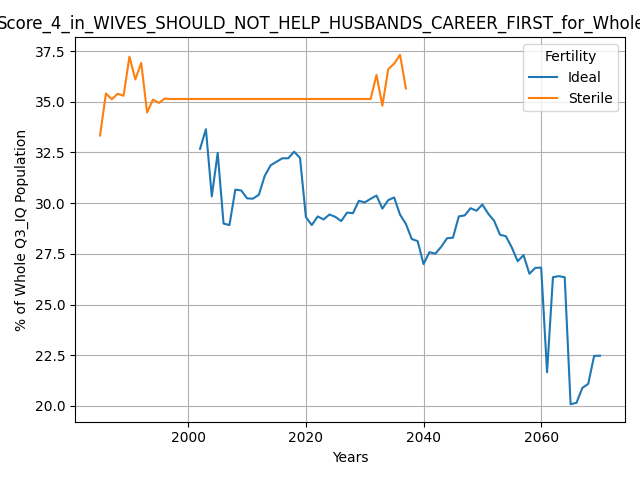 Score_4_in_WIVES_SHOULD_NOT_HELP_HUSBANDS_CAREER_FIRST_for_Whole
Fertility
Ideal
Sterile
37.5
35.0
32.5
30.0
27.5
25.0
22.5
20.0
% of Whole Q3_IQ Population
2000
2020
2040
2060
Years